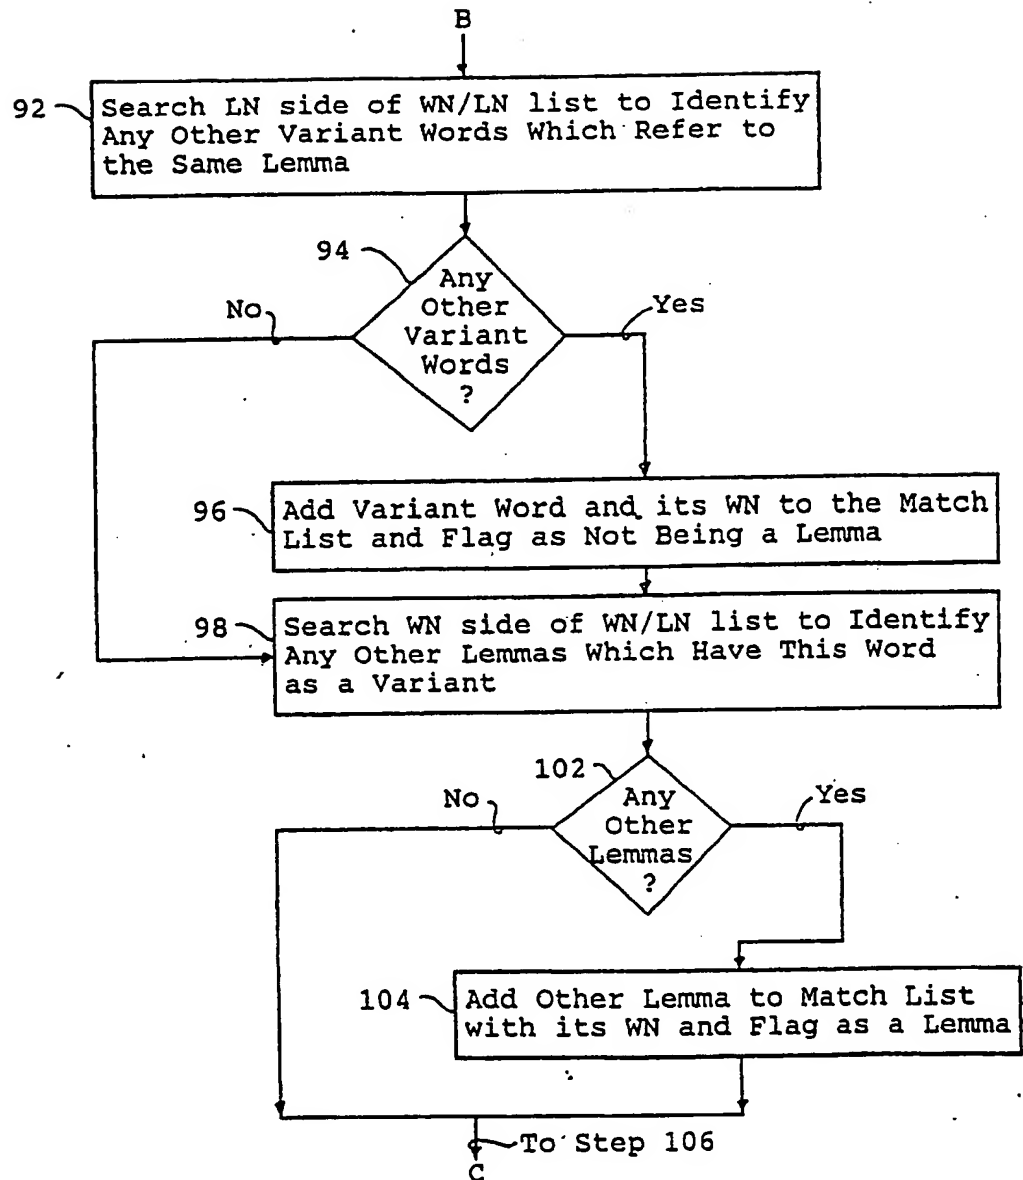 B
92
Search LN side of WN/LN list to Identify
Any Other Variant Words Which Refer to
the Same Lemma
94
Any
Other
Variant
Words
?
No
Yes
96
Add Variant Word and its WN to the Match
List and Flag as Not Being a Lemma
98
Search WN side of WN/LN list to Identify
Any Other Lemmas Which Have This Word
as a Variant
102
Any
Other
Lemmas
?
No
Yes
104
Add Other Lemma to Match List
with its WN and Flag as a Lemma
To Step 106
C